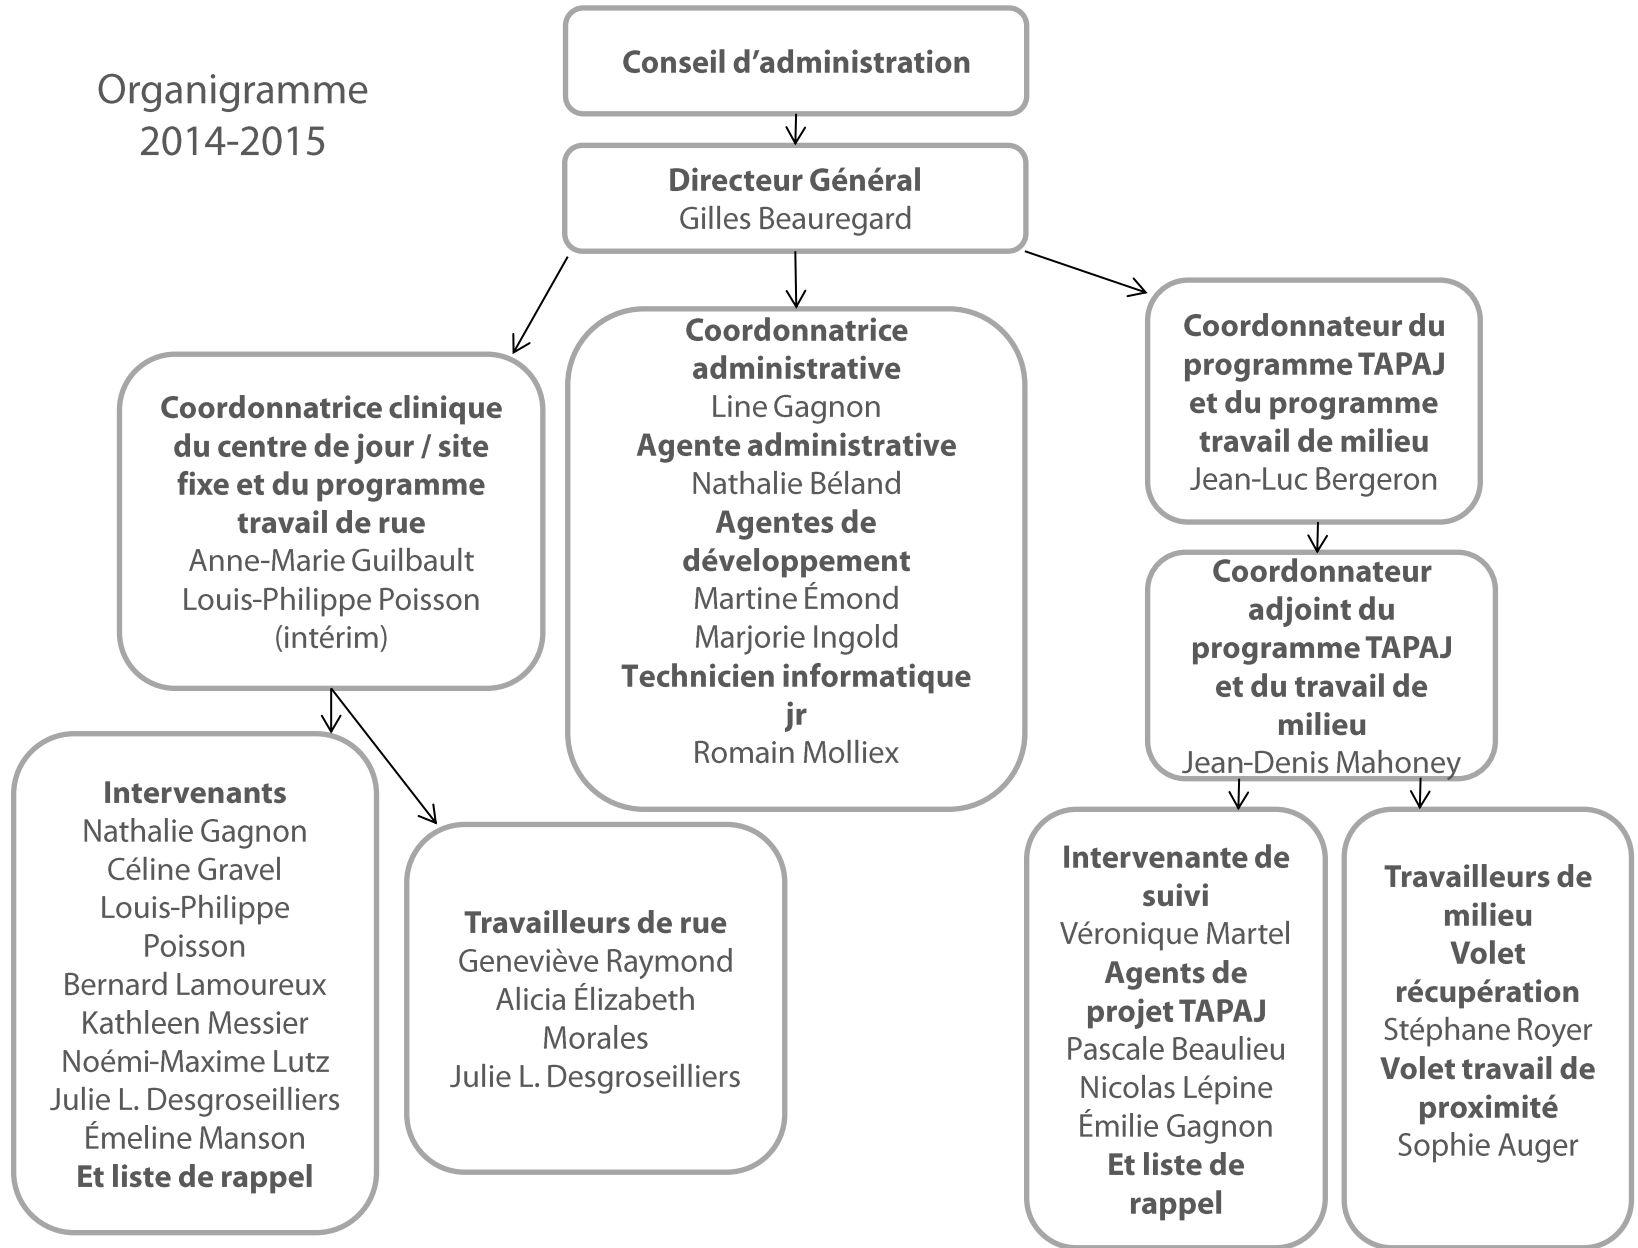 Organigramme
2014-2015
Conseil d’administration
Directeur Général
Gilles Beauregard
Coordonnatrice clinique
du centre de jour / site
fixe et du programme
travail de rue
Anne-Marie Guilbault
Louis-Philippe Poisson
(intérim)
Coordonnatrice
administrative
Line Gagnon
Agente administrative
Nathalie Béland
Agentes de
développement
Martine Émond
Marjorie Ingold
Technicien informatique
jr
Romain Molliex
Coordonnateur du
programme TAPAJ
et du programme
travail de milieu
Jean-Luc Bergeron
Coordonnateur
adjoint du
programme TAPAJ
et du travail de
milieu
Jean-Denis Mahoney
Intervenants
Nathalie Gagnon
Céline Gravel
Louis-Philippe
Poisson
Bernard Lamoureux
Kathleen Messier
Noémi-Maxime Lutz
Julie L. Desgroseilliers
Émeline Manson
Et liste de rappel
Travailleurs de rue
Geneviève Raymond
Alicia Élizabeth
Morales
Julie L. Desgroseilliers
Intervenante de
suivi
Véronique Martel
Agents de
projet TAPAJ
Pascale Beaulieu
Nicolas Lépine
Émilie Gagnon
Et liste de
rappel
Travailleurs de
milieu
Volet
récupération
Stéphane Royer
Volet travail de
proximité
Sophie Auger